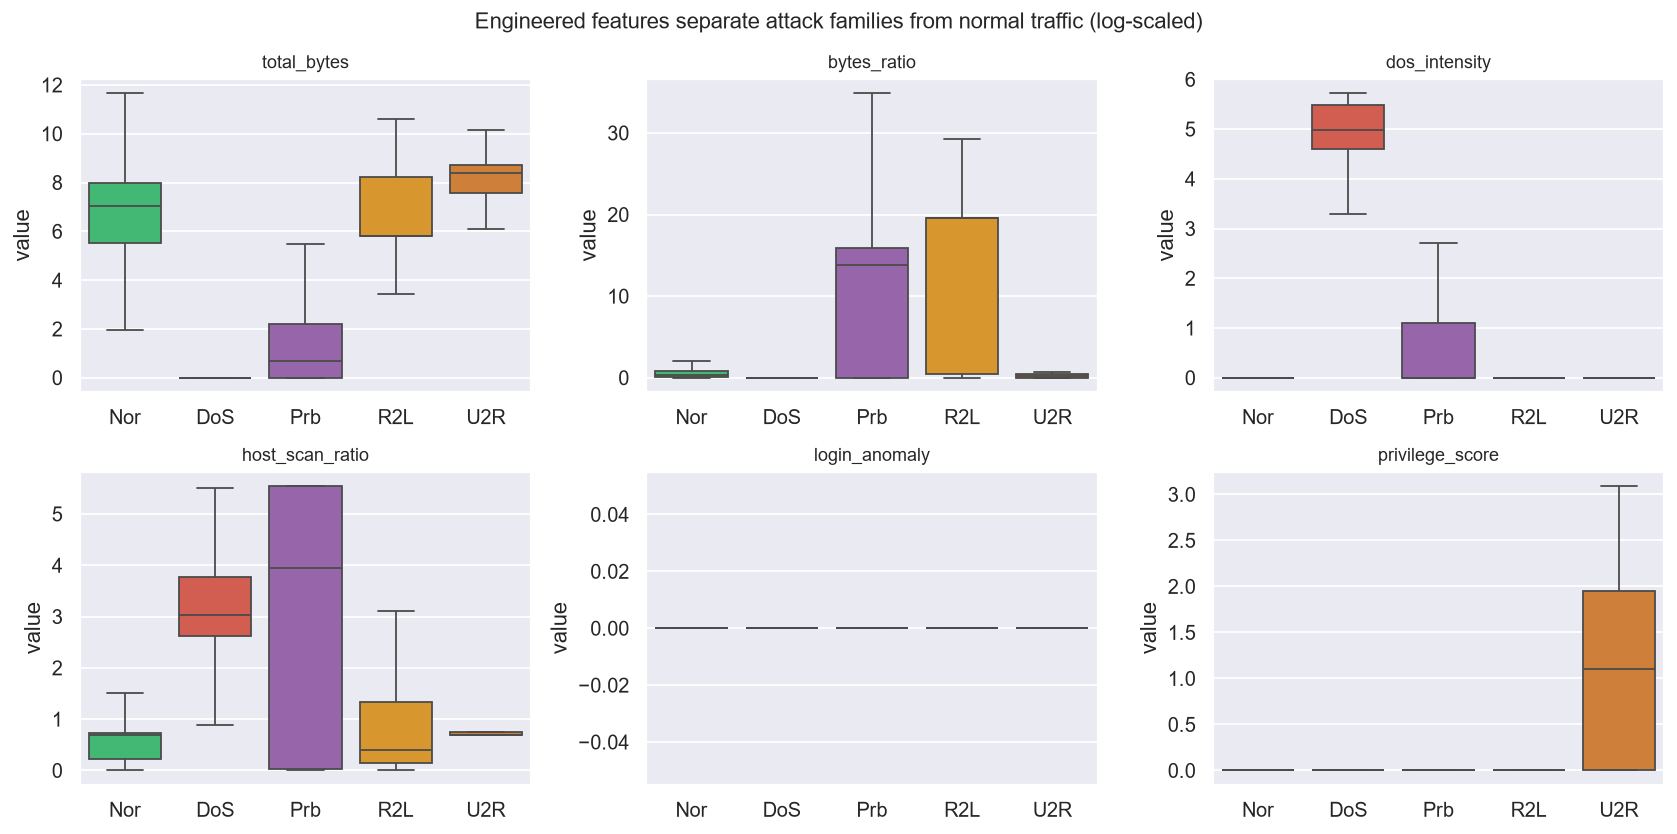 Engineered features separate attack families from normal traffic (log-scaled)
total_bytes
bytes_ratio
dos_intensity
12
10
8
6
4
2
0
value
Nor DoS Prb R2L U2R
30
20
10
0
value
Nor DoS Prb R2L U2R
6
5
4
3
2
1
0
value
Nor DoS Prb R2L U2R
host_scan_ratio
login_anomaly
privilege_score
5
4
3
2
1
0
value
Nor DoS Prb R2L U2R
0.04
0.02
0.00
−0.02
−0.04
value
Nor DoS Prb R2L U2R
3.0
2.5
2.0
1.5
1.0
0.5
0.0
value
Nor DoS Prb R2L U2R